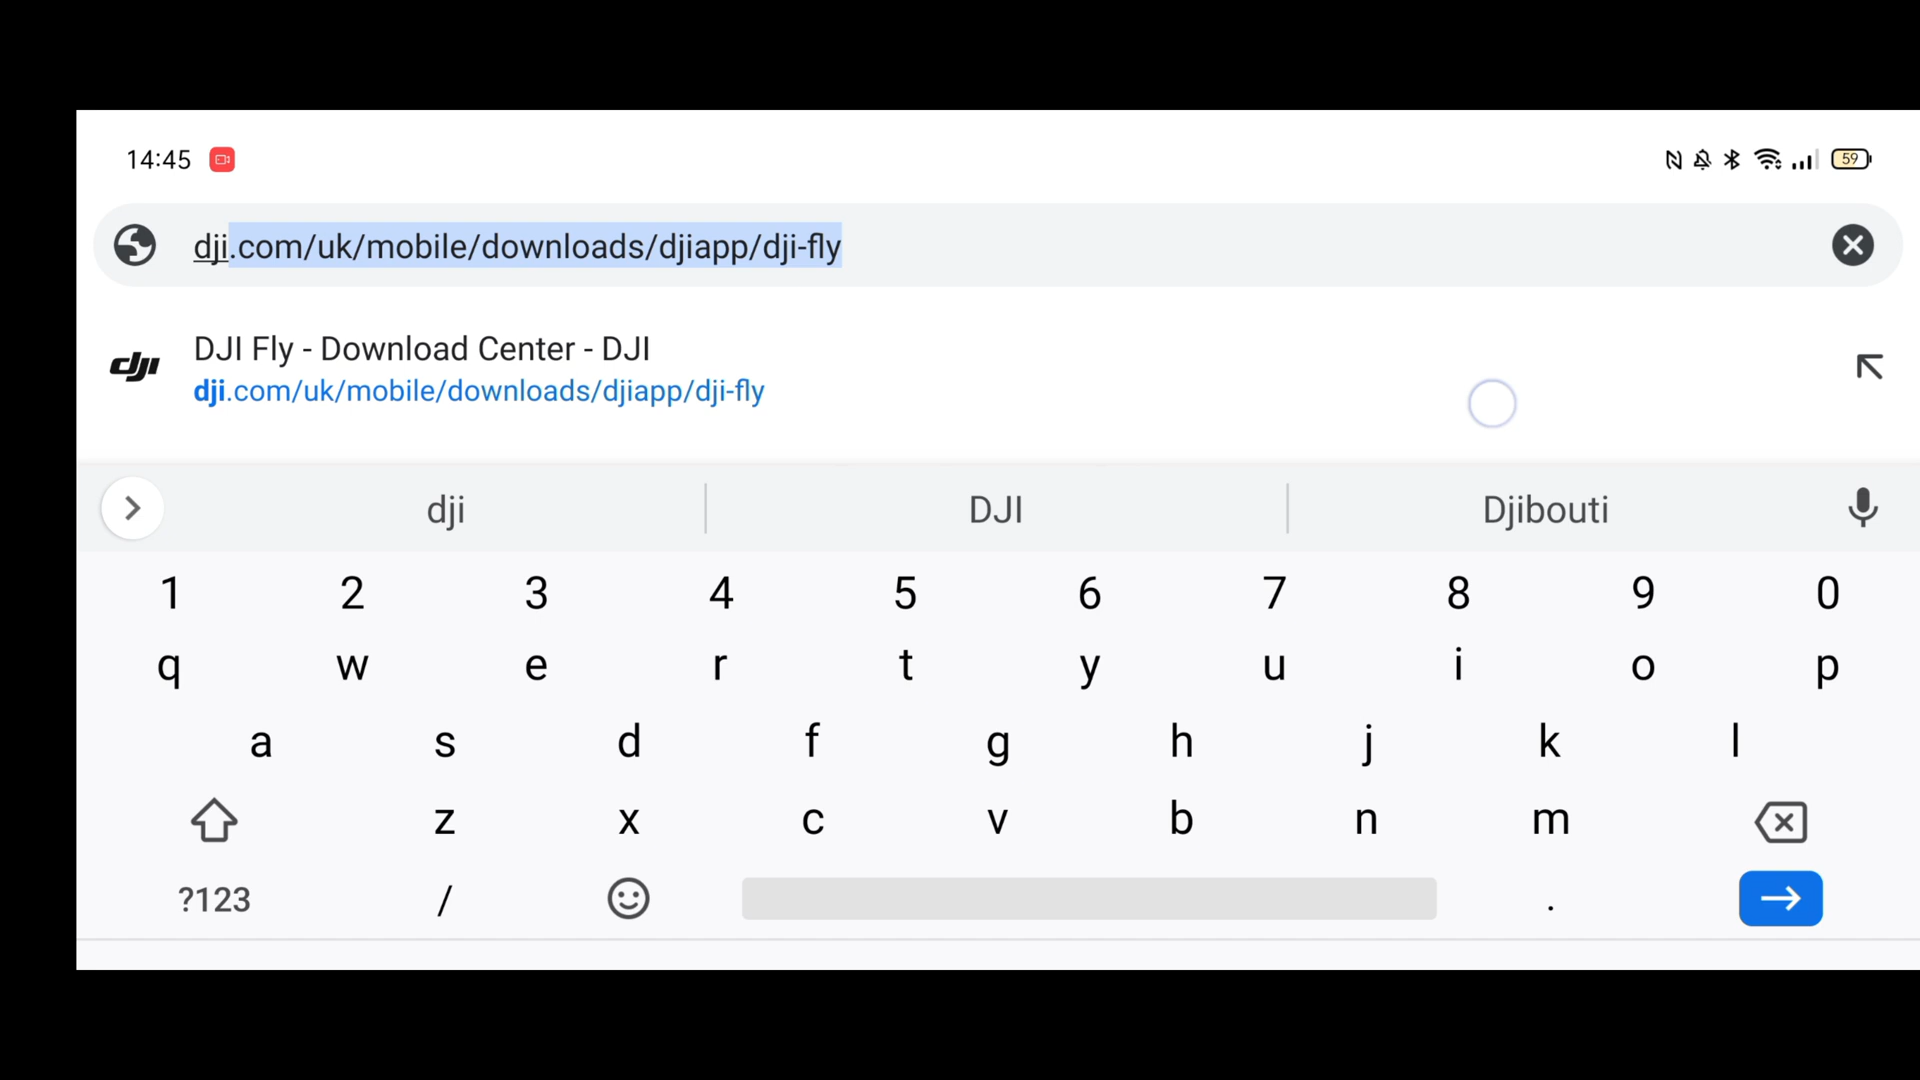 14:45
59
dji.com/uk/mobile/downloads/djiapp/dji-fly
dji
DJI Fly - Download Center - DJI
dji.com/uk/mobile/downloads/djiapp/dji-fly
dji DJI Djibouti
1 2 3 4 5 6 7 8 9 0
q w e r t y u i o p
a s d f g h j k l
z x c v b n m
?123 / .